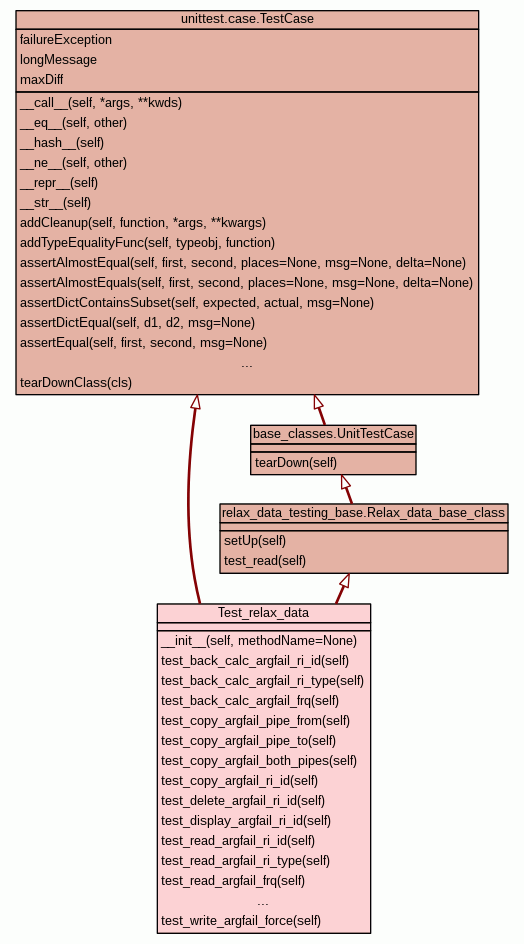 unittest.case.TestCase
failureException
longMessage
maxDiff
__call__(self, *args, **kwds)
__eq__(self, other)
__hash__(self)
__ne__(self, other)
__repr__(self)
__str__(self)
addCleanup(self, function, *args, **kwargs)
addTypeEqualityFunc(self, typeobj, function)
assertAlmostEqual(self, first, second, places=None, msg=None, delta=None)
assertAlmostEquals(self, first, second, places=None, msg=None, delta=None)
assertDictContainsSubset(self, expected, actual, msg=None)
assertDictEqual(self, d1, d2, msg=None)
assertEqual(self, first, second, msg=None)
...
tearDownClass(cls)
base_classes.UnitTestCase
tearDown(self)
relax_data_testing_base.Relax_data_base_class
setUp(self)
test_read(self)
Test_relax_data
__init__(self, methodName=None)
test_back_calc_argfail_ri_id(self)
test_back_calc_argfail_ri_type(self)
test_back_calc_argfail_frq(self)
test_copy_argfail_pipe_from(self)
test_copy_argfail_pipe_to(self)
test_copy_argfail_both_pipes(self)
test_copy_argfail_ri_id(self)
test_delete_argfail_ri_id(self)
test_display_argfail_ri_id(self)
test_read_argfail_ri_id(self)
test_read_argfail_ri_type(self)
test_read_argfail_frq(self)
...
test_write_argfail_force(self)